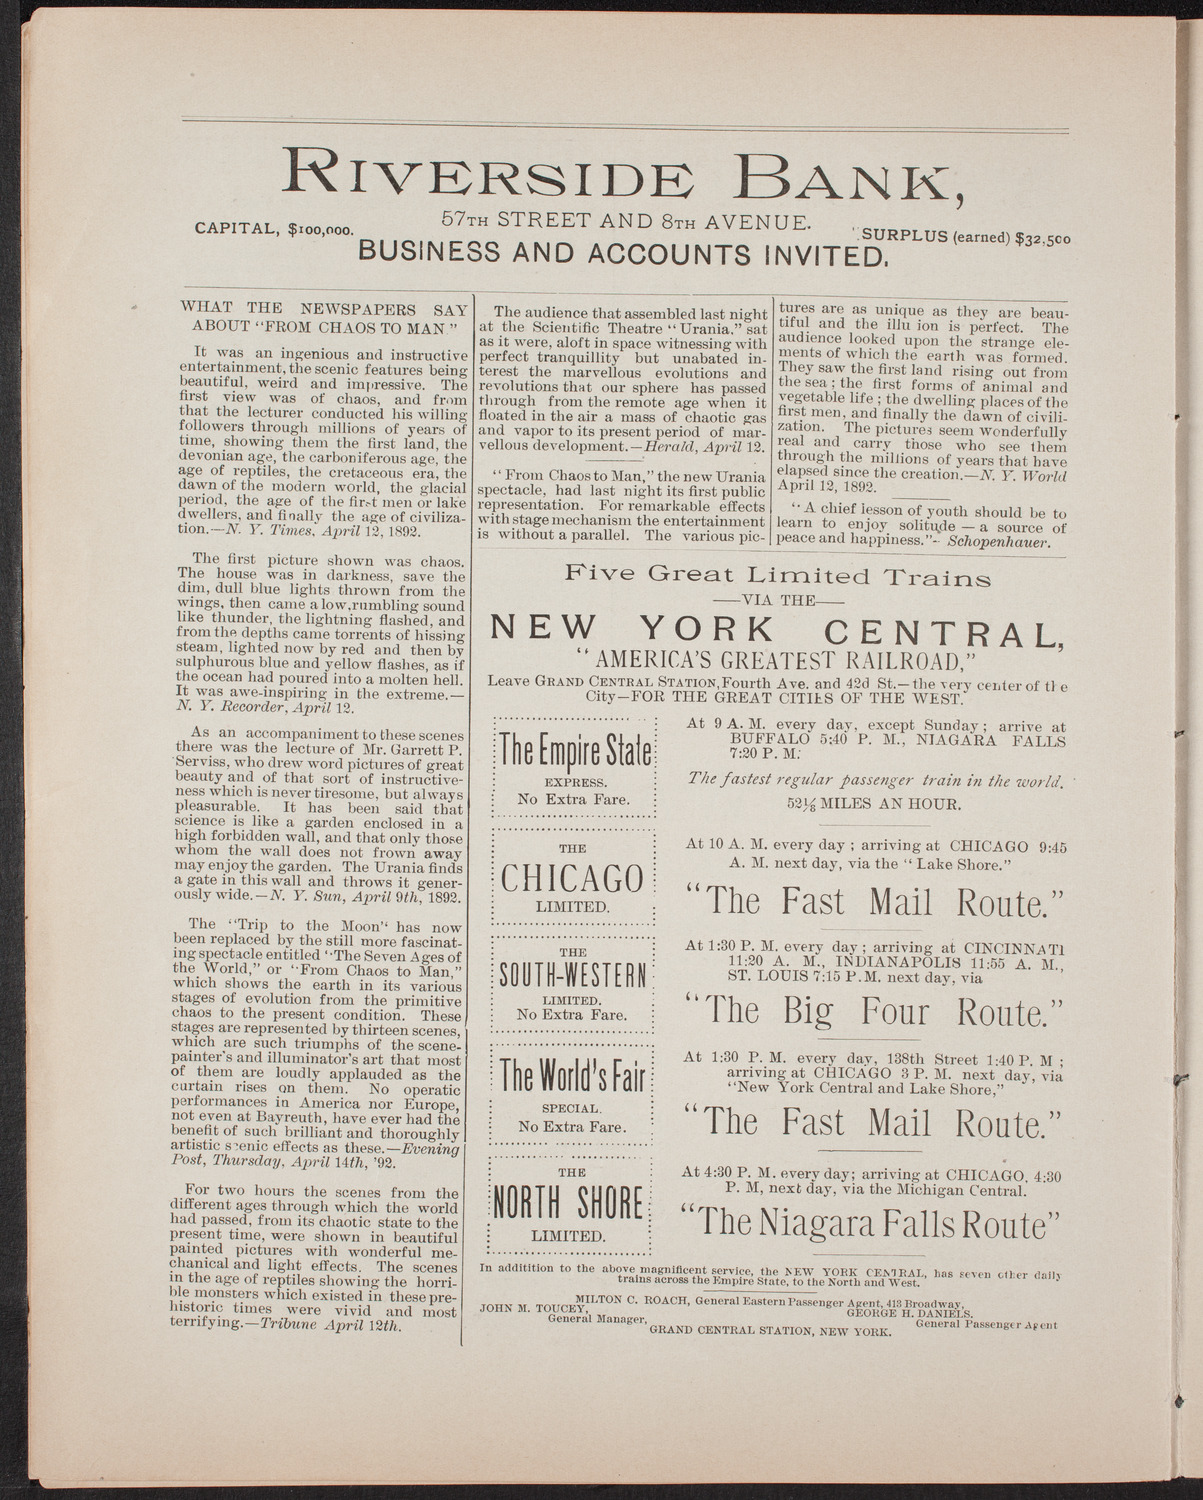 RIVERSIDE BANK,
57TH STREET AND 8TH AVENUE.
CAPITAL, $100,000.
SURPLUS (earned) $32,500
BUSINESS AND ACCOUNTS INVITED.
WHAT THE NEWSPAPERS SAY
ABOUT "FROM CHAOS TO MAN"
It was an ingenious and instructive
entertainment, the scenic features being
beautiful, weird and impressive. The
first view was of chaos, and from
that the lecturer conducted his willing
followers through millions of years of
time, showing them the first land, the
devonian age, the carboniferous age, the
age of reptiles, the cretaceous era, the
dawn of the modern world, the glacial
period, the age of the first men or lake
dwellers, and finally the age of civiliza-
tion.—N. Y. Times, April 12, 1892.
The first picture shown was chaos.
The house was in darkness, save the
dim, dull blue lights thrown from the
wings, then came a low, rumbling sound
like thunder, the lightning flashed, and
from the depths came torrents of hissing
steam, lighted now by red and then by
sulphurous blue and yellow flashes, as if
the ocean had poured into a molten hell.
It was awe-inspiring in the extreme.—
N. Y. Recorder, April 12.
As an accompaniment to these scenes
there was the lecture of Mr. Garrett P.
Serviss, who drew word pictures of great
beauty and of that sort of instructive-
ness which is never tiresome, but always
pleasurable. It has been said that
science is like a garden enclosed in a
high forbidden wall, and that only those
whom the wall does not frown away
may enjoy the garden. The Urania finds
a gate in this wall and throws it gener-
ously wide.—N. Y. Sun, April 9th, 1892.
The "Trip to the Moon" has now
been replaced by the still more fascinat-
ing spectacle entitled "The Seven Ages of
the World," or "From Chaos to Man,"
which shows the earth in its various
stages of evolution from the primitive
chaos to the present condition. These
stages are represented by thirteen scenes,
which are such triumphs of the scene-
painter's and illuminator's art that most
of them are loudly applauded as the
curtain rises on them. No operatic
performances in America nor Europe,
not even at Bayreuth, have ever had the
benefit of such brilliant and thoroughly
artistic scenic effects as these.—Evening
Post, Thursday, April 14th, '92.
For two hours the scenes from the
different ages through which the world
had passed, from its chaotic state to the
present time, were shown in beautiful
painted pictures with wonderful me-
chanical and light effects. The scenes
in the age of reptiles showing the horri-
ble monsters which existed in these pre-
historic times were vivid and most
terrifying.—Tribune April 12th.
The audience that assembled last night
at the Scientific Theatre "Urania," sat
as it were, aloft in space witnessing with
perfect tranquillity but unabated in-
terest the marvellous evolutions and
revolutions that our sphere has passed
through from the remote age when it
floated in the air a mass of chaotic gas
and vapor to its present period of mar-
vellous development.—Herald, April 12.
"From Chaos to Man," the new Urania
spectacle, had last night its first public
representation. For remarkable effects
with stage mechanism the entertainment
is without a parallel. The various pic-
tures are as unique as they are beau-
tiful and the illu ion is perfect. The
audience looked upon the strange ele-
ments of which the earth was formed.
They saw the first land rising out from
the sea; the first forms of animal and
vegetable life; the dwelling places of the
first men, and finally the dawn of civili-
zation. The pictures seem wonderfully
real and carry those who see them
through the millions of years that have
elapsed since the creation.—N. Y. World
April 12, 1892.
"A chief lesson of youth should be to
learn to enjoy solitude — a source of
peace and happiness."- Schopenhauer.
Five Great Limited Trains
—VIA THE—
NEW YORK CENTRAL,
"AMERICA'S GREATEST RAILROAD,"
Leave GRAND CENTRAL STATION, Fourth Ave. and 42d St.—the very center of the
City—FOR THE GREAT CITIES OF THE WEST.
The Empire State
EXPRESS.
No Extra Fare.
At 9 A. M. every day, except Sunday; arrive at
BUFFALO 5:40 P. M., NIAGARA FALLS
7:20 P. M.
The fastest regular passenger train in the world.
52⅛ MILES AN HOUR.
THE
CHICAGO
LIMITED.
At 10 A. M. every day; arriving at CHICAGO 9:45
A. M. next day, via the "Lake Shore."
"The Fast Mail Route."
THE
SOUTH-WESTERN
LIMITED.
No Extra Fare.
At 1:30 P. M. every day; arriving at CINCINNATI
11:20 A. M., INDIANAPOLIS 11:55 A. M.,
ST. LOUIS 7:15 P.M. next day, via
"The Big Four Route."
The World's Fair
SPECIAL.
No Extra Fare.
At 1:30 P. M. every day, 138th Street 1:40 P. M;
arriving at CHICAGO 3 P. M. next day, via
"New York Central and Lake Shore,"
"The Fast Mail Route."
THE
NORTH SHORE
LIMITED.
At 4:30 P. M. every day; arriving at CHICAGO, 4:30
P. M, next day, via the Michigan Central.
"The Niagara Falls Route"
In additition to the above magnificent service, the NEW YORK CENTRAL, has seven other daily
trains across the Empire State, to the North and West.
MILTON C. ROACH, General Eastern Passenger Agent, 413 Broadway,
JOHN M. TOUCEY,
General Manager,
GEORGE H. DANIELS,
General Passenger Agent
GRAND CENTRAL STATION, NEW YORK.